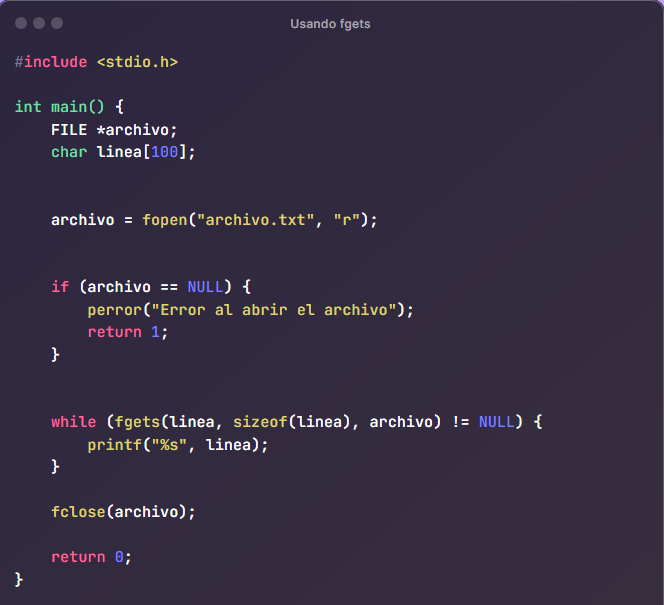 Usando fgets
#include <stdio.h>
int main() {
    FILE *archivo;
    char linea[100];
    archivo = fopen("archivo.txt", "r");
    if (archivo == NULL) {
        perror("Error al abrir el archivo");
        return 1;
    }
    while (fgets(linea, sizeof(linea), archivo) != NULL) {
        printf("%s", linea);
    }
    fclose(archivo);
    return 0;
}